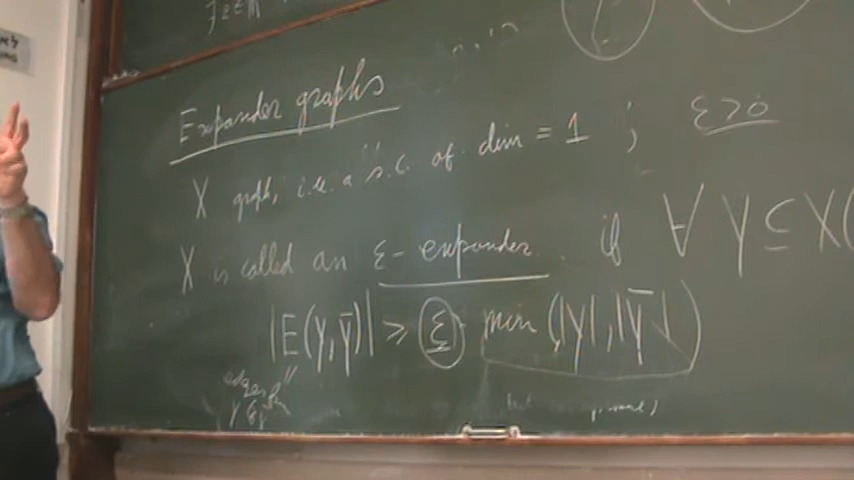 Expander graphs
X graph, i.e. a s.c. of dim = 1 ; ε>0
X is called an ε-expander if ∀ Y ⊆ X(
|E(Y,Ȳ)| ≥ ε · min(|Y|,|Ȳ|)